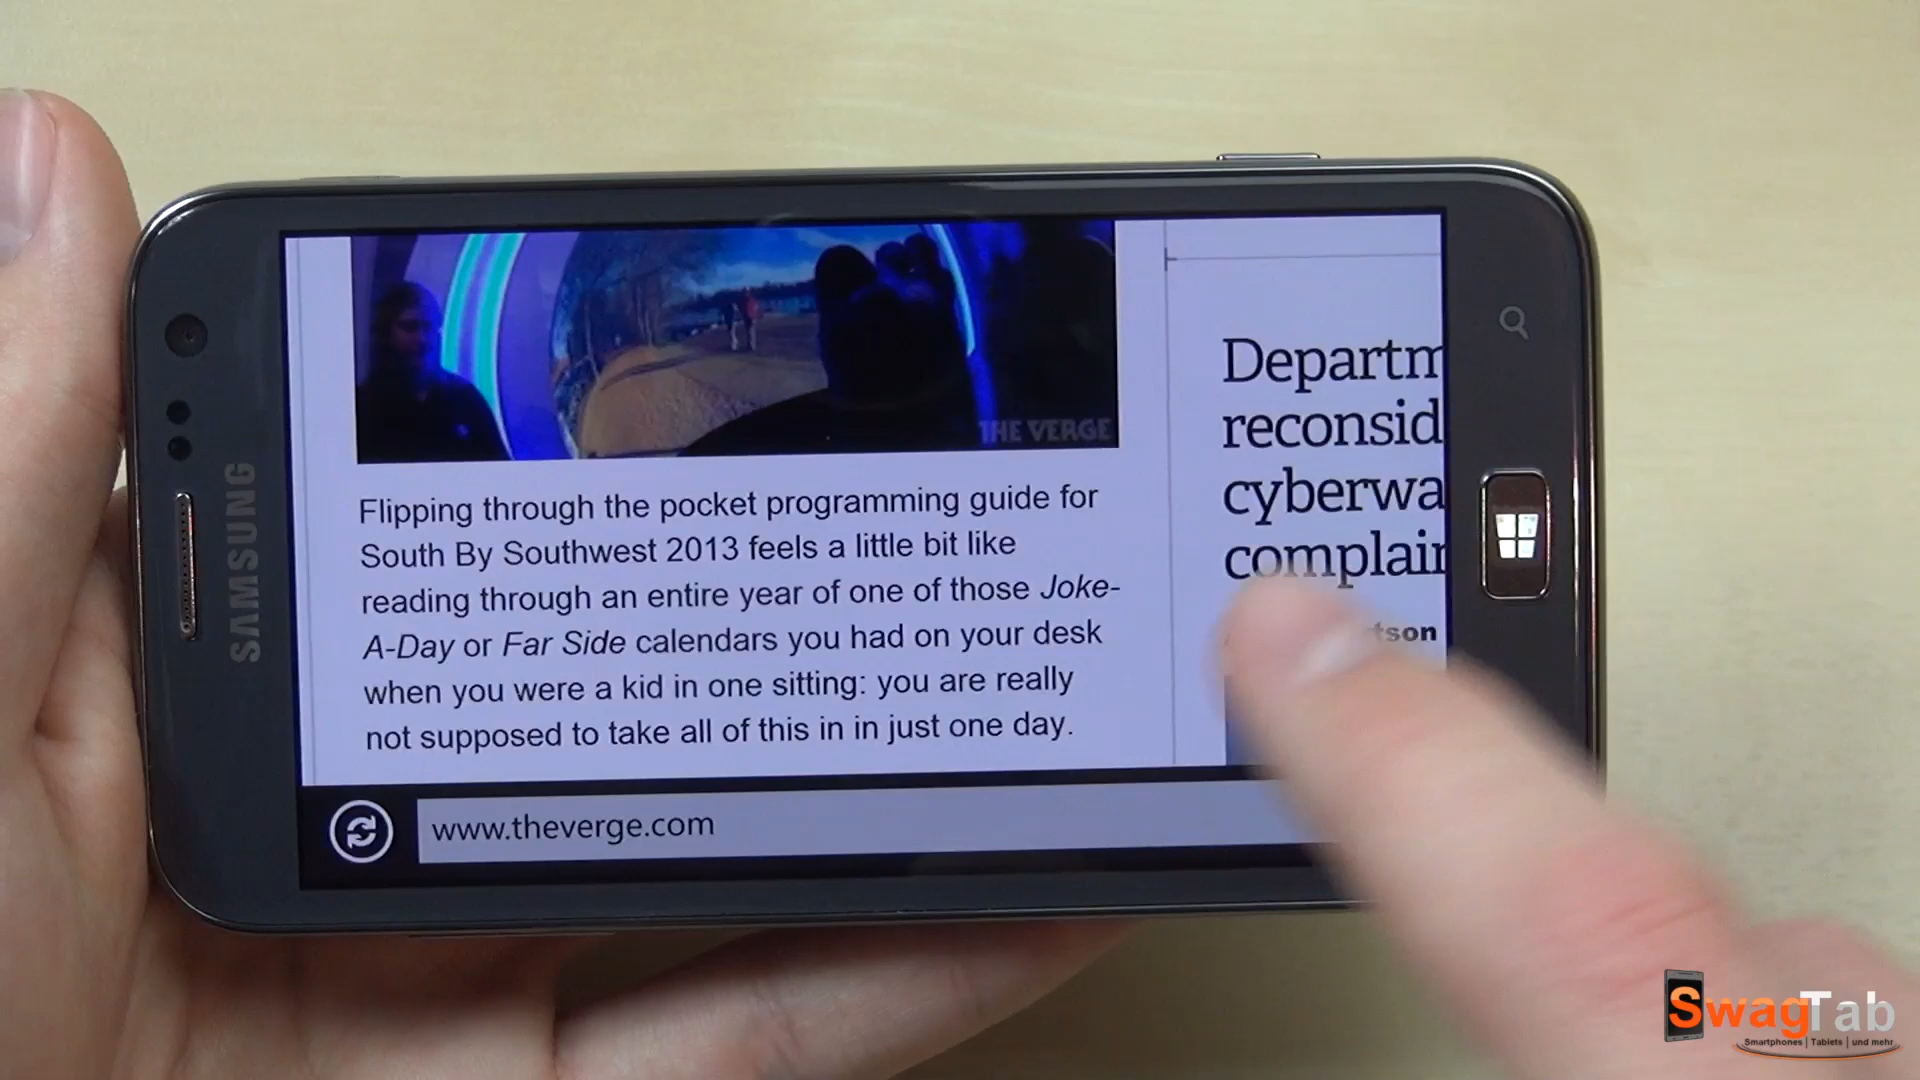 SAMSUNG
THE VERGE
Flipping through the pocket programming guide for
South By Southwest 2013 feels a little bit like
reading through an entire year of one of those Joke-
A-Day or Far Side calendars you had on your desk
when you were a kid in one sitting: you are really
not supposed to take all of this in in just one day.
Departm
reconsid
cyberwa
complain
tson
www.theverge.com
SwagTab
Smartphones | Tablets | und mehr